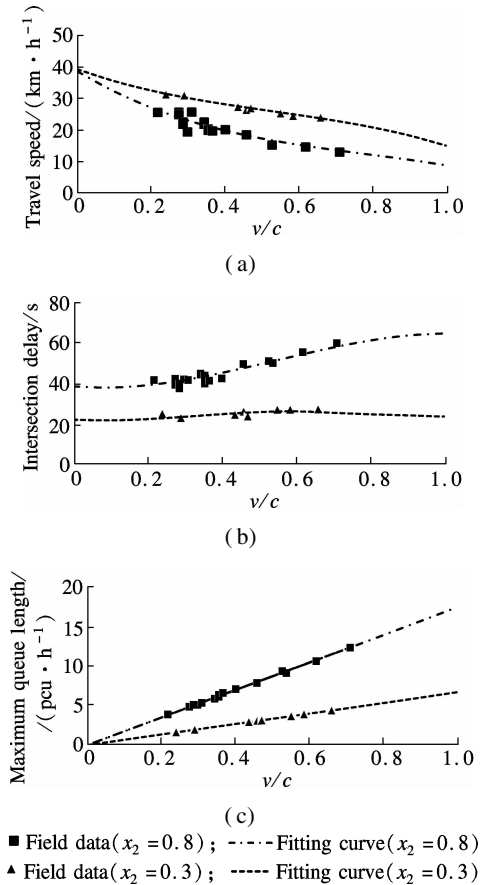 Travel speed/(km · h⁻¹)
50
40
30
20
10
0
0 0.2 0.4 0.6 0.8 1.0
v/c
(a)
Intersection delay/s
80
60
40
20
0
0 0.2 0.4 0.6 0.8 1.0
v/c
(b)
Maximum queue length/
/(pcu · h⁻¹)
20
15
10
5
0
0 0.2 0.4 0.6 0.8 1.0
v/c
(c)
■ Field data(x₂ =0.8) ; —·—·— Fitting curve(x₂ =0.8)
▲ Field data(x₂ =0.3) ; ------- Fitting curve(x₂ =0.3)